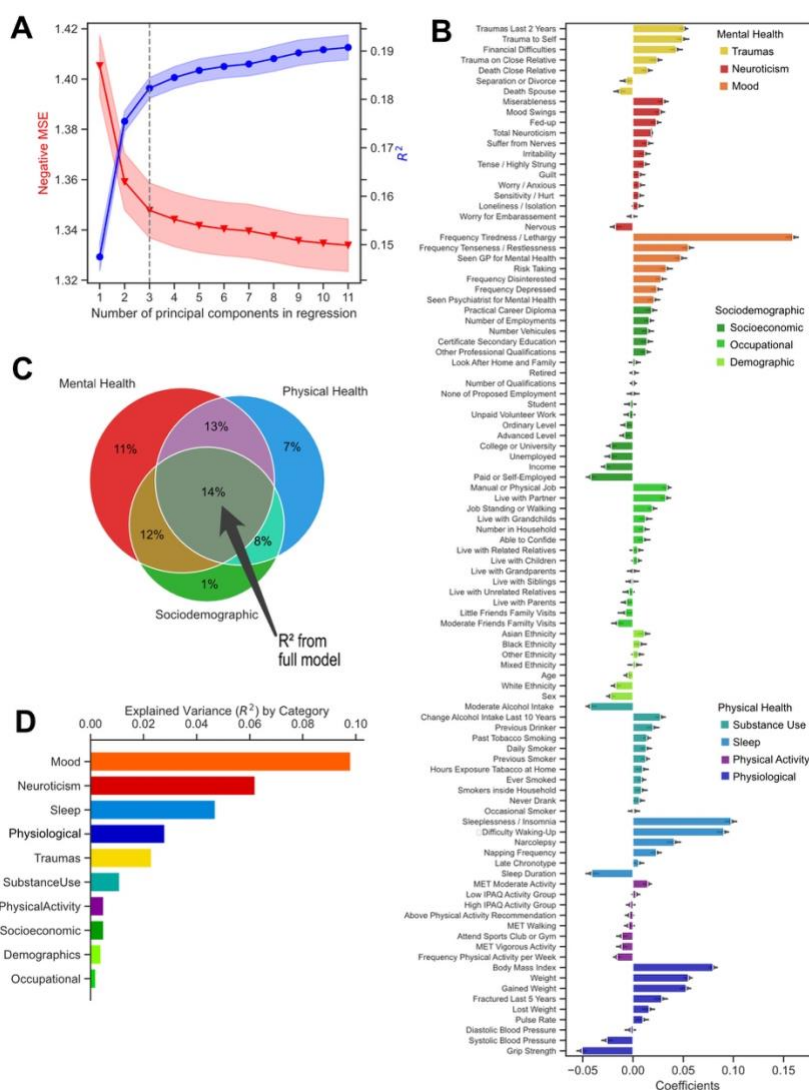 A
1.42
1.40
1.38
1.36
1.34
1.32
Negative MSE
0.19
0.18
0.17
0.16
0.15
R²
1 2 3 4 5 6 7 8 9 10 11
Number of principal components in regression
C
Mental Health
Physical Health
11%
13%
7%
14%
12%
8%
1%
Sociodemographic
R² from
full model
D
Explained Variance (R²) by Category
0.00 0.02 0.04 0.06 0.08 0.10
Mood
Neuroticism
Sleep
Physiological
Traumas
SubstanceUse
PhysicalActivity
Socioeconomic
Demographics
Occupational
B
Traumas Last 2 Years
Trauma to Self
Financial Difficulties
Trauma on Close Relative
Death Close Relative
Separation or Divorce
Death Spouse
Miserableness
Mood Swings
Fed-up
Total Neuroticism
Suffer from Nerves
Irritability
Tense / Highly Strung
Guilt
Worry / Anxious
Sensitivity / Hurt
Loneliness / Isolation
Worry for Embaressement
Nervous
Frequency Tiredness / Lethargy
Frequency Tenseness / Restlessness
Seen GP for Mental Health
Risk Taking
Frequency Disinterested
Frequency Depressed
Seen Psychiatrist for Mental Health
Practical Career Diploma
Number of Employments
Number Vehicules
Certificate Secondary Education
Other Professional Qualifications
Look After Home and Family
Retired
Number of Qualifications
None of Proposed Employment
Student
Unpaid Volunteer Work
Ordinary Level
Advanced Level
College or University
Unemployed
Income
Paid or Self-Employed
Manual or Physical Job
Live with Partner
Job Standing or Walking
Live with Grandchilds
Number in Household
Able to Confide
Live with Related Relatives
Live with Children
Live with Grandparents
Live with Siblings
Live with Unrelated Relatives
Live with Parents
Little Friends Family Visits
Moderate Friends Familty Visits
Asian Ethnicity
Black Ethnicity
Other Ethnicity
Mixed Ethnicity
Age
White Ethnicity
Sex
Moderate Alcohol Intake
Change Alcohol Intake Last 10 Years
Previous Drinker
Past Tobacco Smoking
Daily Smoker
Previous Smoker
Hours Exposure Tabacco at Home
Ever Smoked
Smokers inside Household
Never Drank
Occasional Smoker
Sleeplessness / Insomnia
Difficulty Waking-Up
Narcolepsy
Napping Frequency
Late Chronotype
Sleep Duration
MET Moderate Activity
Low IPAQ Activity Group
High IPAQ Activity Group
Above Physical Activity Recommendation
MET Walking
Attend Sports Club or Gym
MET Vigorous Activity
Frequency Physical Activity per Week
Body Mass Index
Weight
Gained Weight
Fractured Last 5 Years
Lost Weight
Pulse Rate
Diastolic Blood Pressure
Systolic Blood Pressure
Grip Strength
−0.05 0.00 0.05 0.10 0.15
Coefficients
Mental Health
Traumas
Neuroticism
Mood
Sociodemographic
Socioeconomic
Occupational
Demographic
Physical Health
Substance Use
Sleep
Physical Activity
Physiological